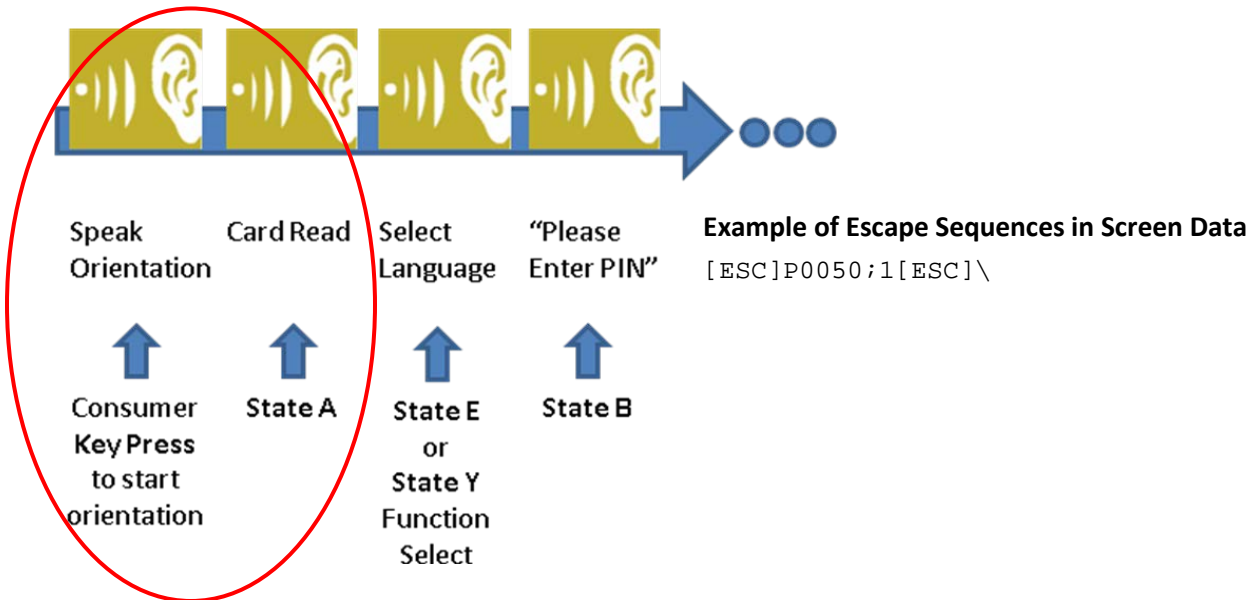 Speak
Orientation
Card Read
Select
Language
“Please
Enter PIN”
Example of Escape Sequences in Screen Data
[ESC]P0050;1[ESC]\
Consumer
Key Press
to start
orientation
State A
State E
or
State Y
Function
Select
State B